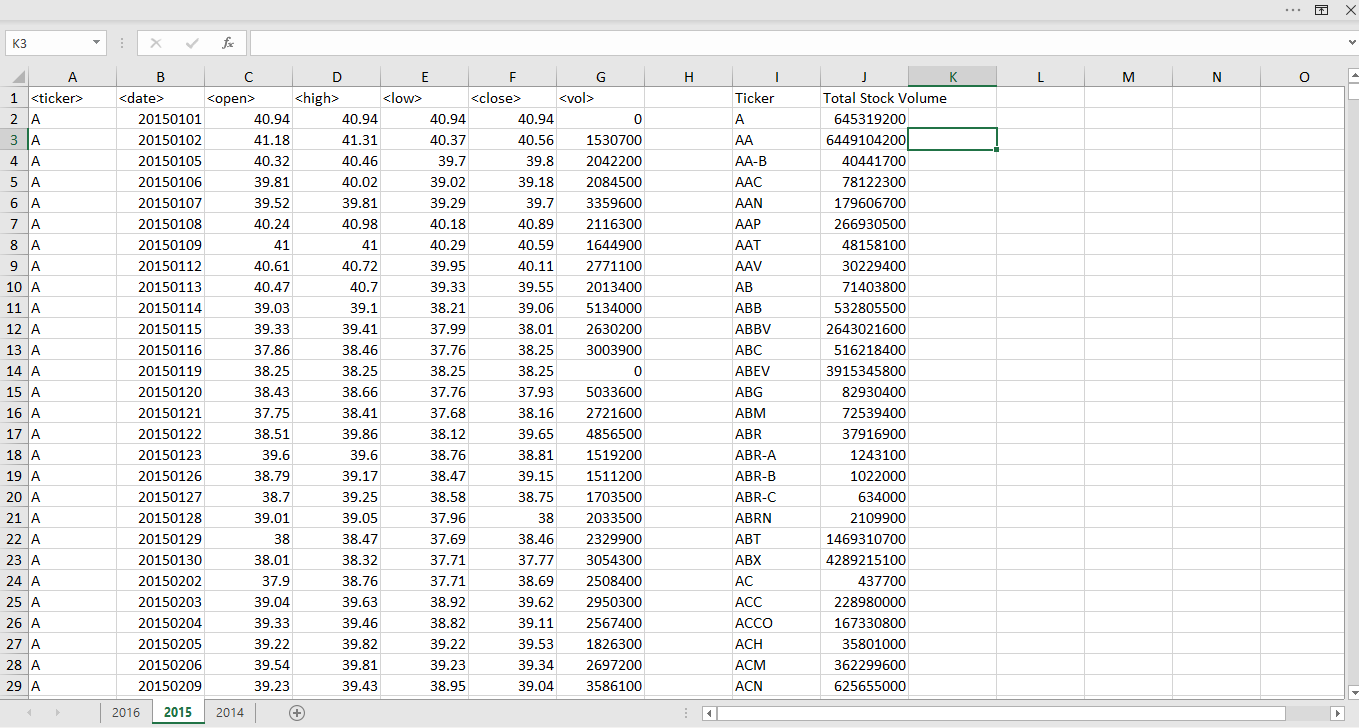 K3 fx
A B C D E F G H I J K L M N O
1 <ticker> <date> <open> <high> <low> <close> <vol> Ticker Total Stock Volume
2 A 20150101 40.94 40.94 40.94 40.94 0 A 645319200
3 A 20150102 41.18 41.31 40.37 40.56 1530700 AA 6449104200
4 A 20150105 40.32 40.46 39.7 39.8 2042200 AA-B 40441700
5 A 20150106 39.81 40.02 39.02 39.18 2084500 AAC 78122300
6 A 20150107 39.52 39.81 39.29 39.7 3359600 AAN 179606700
7 A 20150108 40.24 40.98 40.18 40.89 2116300 AAP 266930500
8 A 20150109 41 41 40.29 40.59 1644900 AAT 48158100
9 A 20150112 40.61 40.72 39.95 40.11 2771100 AAV 30229400
10 A 20150113 40.47 40.7 39.33 39.55 2013400 AB 71403800
11 A 20150114 39.03 39.1 38.21 39.06 5134000 ABB 532805500
12 A 20150115 39.33 39.41 37.99 38.01 2630200 ABBV 2643021600
13 A 20150116 37.86 38.46 37.76 38.25 3003900 ABC 516218400
14 A 20150119 38.25 38.25 38.25 38.25 0 ABEV 3915345800
15 A 20150120 38.43 38.66 37.76 37.93 5033600 ABG 82930400
16 A 20150121 37.75 38.41 37.68 38.16 2721600 ABM 72539400
17 A 20150122 38.51 39.86 38.12 39.65 4856500 ABR 37916900
18 A 20150123 39.6 39.6 38.76 38.81 1519200 ABR-A 1243100
19 A 20150126 38.79 39.17 38.47 39.15 1511200 ABR-B 1022000
20 A 20150127 38.7 39.25 38.58 38.75 1703500 ABR-C 634000
21 A 20150128 39.01 39.05 37.96 38 2033500 ABRN 2109900
22 A 20150129 38 38.47 37.69 38.46 2329900 ABT 1469310700
23 A 20150130 38.01 38.32 37.71 37.77 3054300 ABX 4289215100
24 A 20150202 37.9 38.76 37.71 38.69 2508400 AC 437700
25 A 20150203 39.04 39.63 38.92 39.62 2950300 ACC 228980000
26 A 20150204 39.33 39.46 38.82 39.11 2567400 ACCO 167330800
27 A 20150205 39.22 39.82 39.22 39.53 1826300 ACH 35801000
28 A 20150206 39.54 39.81 39.23 39.34 2697200 ACM 362299600
29 A 20150209 39.23 39.43 38.95 39.04 3586100 ACN 625655000
2016 2015 2014